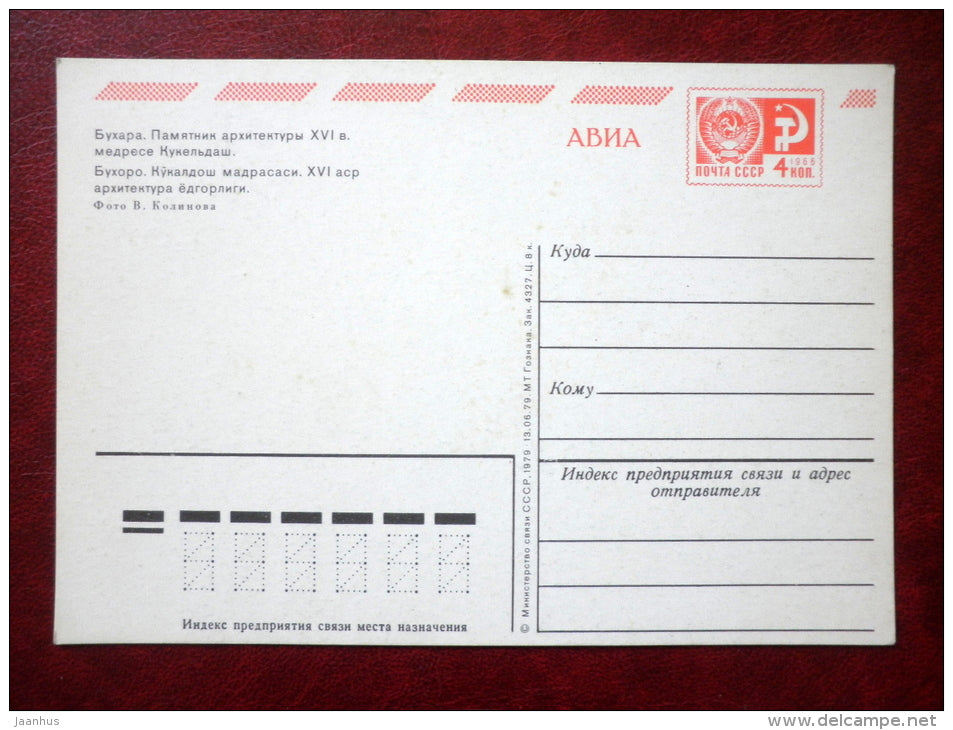 Бухара. Памятник архитектуры XVI в.
медресе Кукельдаш.
Бухоро. Кўкалдош мадрасаси. XVI аср
архитектура ёдгорлиги.
Фото В. Колинова
АВИА
1966
ПОЧТА СССР 4 КОП.
Куда
Кому
Индекс предприятия связи и адрес
отправителя
© Министерство связи СССР, 1979 · 13.06.79. МТ Гознака. Зак. 4327. Ц. 8 к.
Индекс предприятия связи места назначения
jaanhus
www.delcampe.net